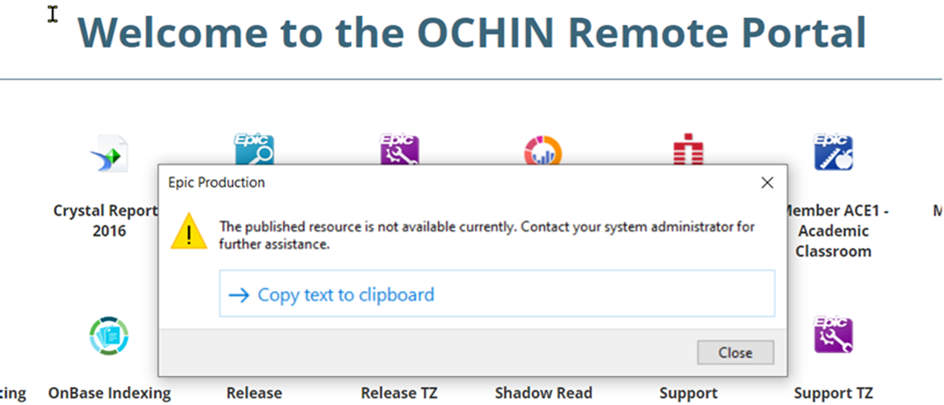 Welcome to the OCHIN Remote Portal
Epic
Epic
Epic
Epic Production
Crystal Report
2016
The published resource is not available currently. Contact your system administrator for
further assistance.
Member ACE1 -
Academic
Classroom
M
Copy text to clipboard
Epic
Close
ing
OnBase Indexing
Release
Release TZ
Shadow Read
Support
Support TZ